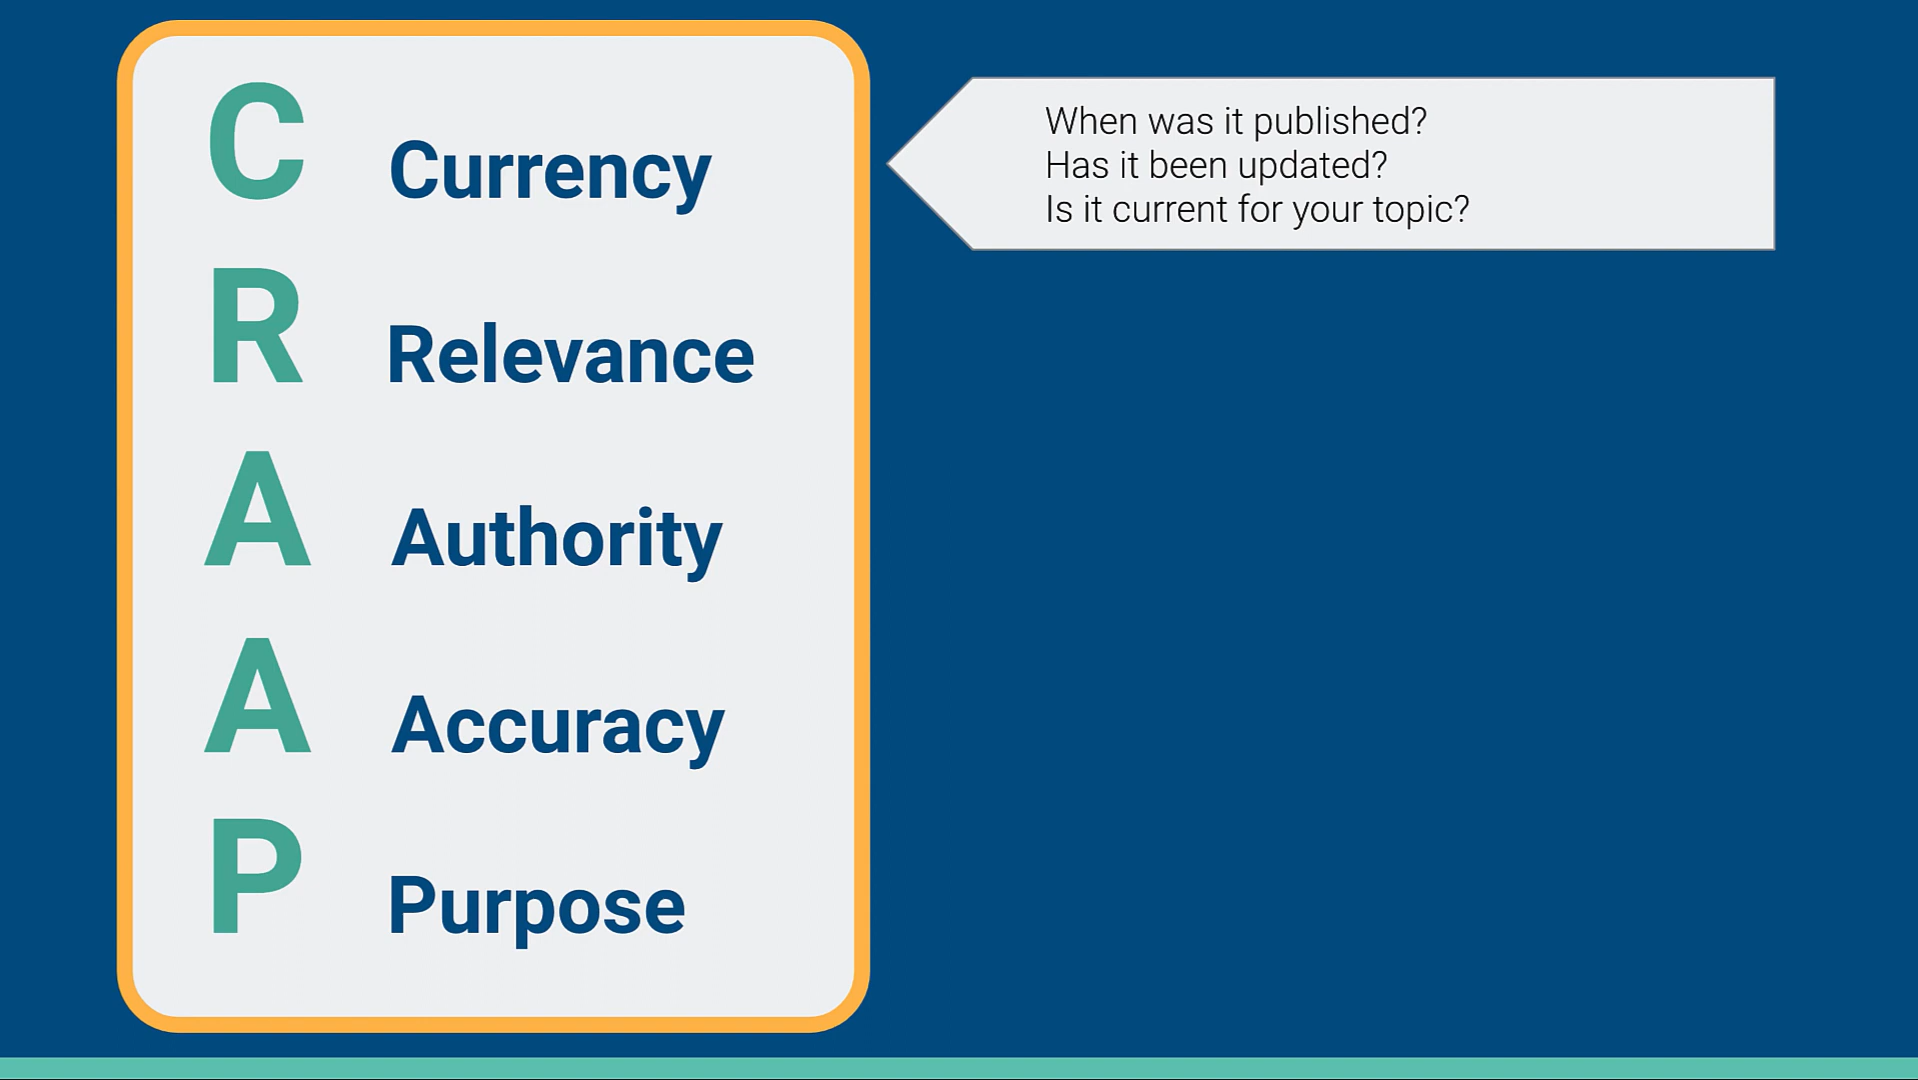 C Currency
When was it published?
Has it been updated?
Is it current for your topic?
R Relevance
A Authority
A Accuracy
P Purpose